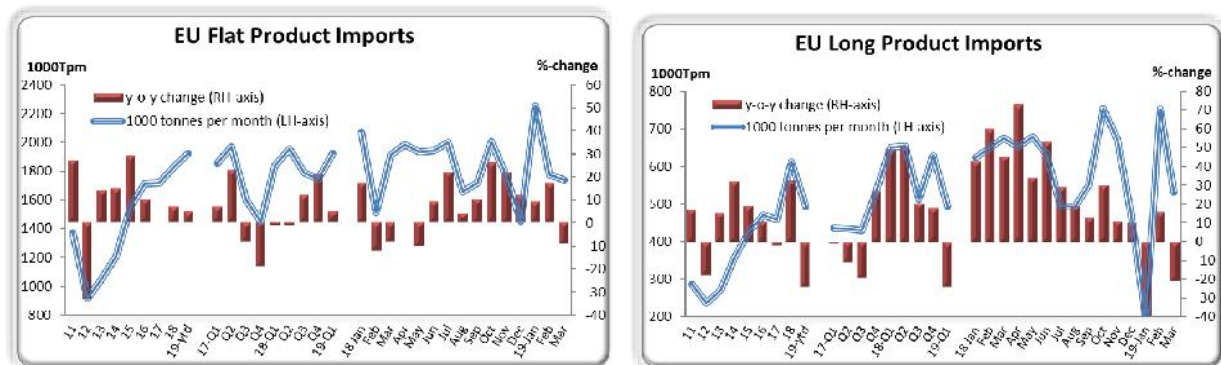 EU Flat Product Imports
1000Tpm
%-change
2400
2200
2000
1800
1600
1400
1200
1000
800
60
50
40
30
20
10
0
-10
-20
-30
-40
y-o-y change (RH-axis)
1000 tonnes per month (LH-axis)
11
12
13
14
15
16
17
18
19-ytd
17-Q1
Q2
Q3
Q4
18-Q1
Q2
Q3
Q4
19-Q1
18 Jan
Feb
Mar
Apr
May
Jun
Jul
Aug
Sep
Oct
Nov
Dec
19-Jan
Feb
Mar
EU Long Product Imports
1000Tpm
%-change
800
700
600
500
400
300
200
80
70
60
50
40
30
20
10
0
-10
-20
-30
-40
y-o-y change (RH-axis)
1000 tonnes per month (LH-axis)
11
12
13
14
15
16
17
18
19-ytd
17-Q1
Q2
Q3
Q4
18-Q1
Q2
Q3
Q4
19-Q1
18 Jan
Feb
Mar
Apr
May
Jun
Jul
Aug
Sep
Oct
Nov
Dec
19-Jan
Feb
Mar